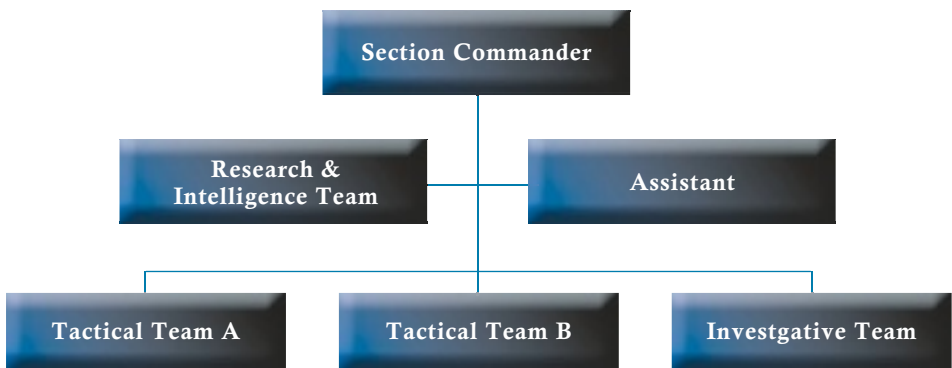 Section Commander
Research &
Intelligence Team
Assistant
Tactical Team A
Tactical Team B
Investgative Team